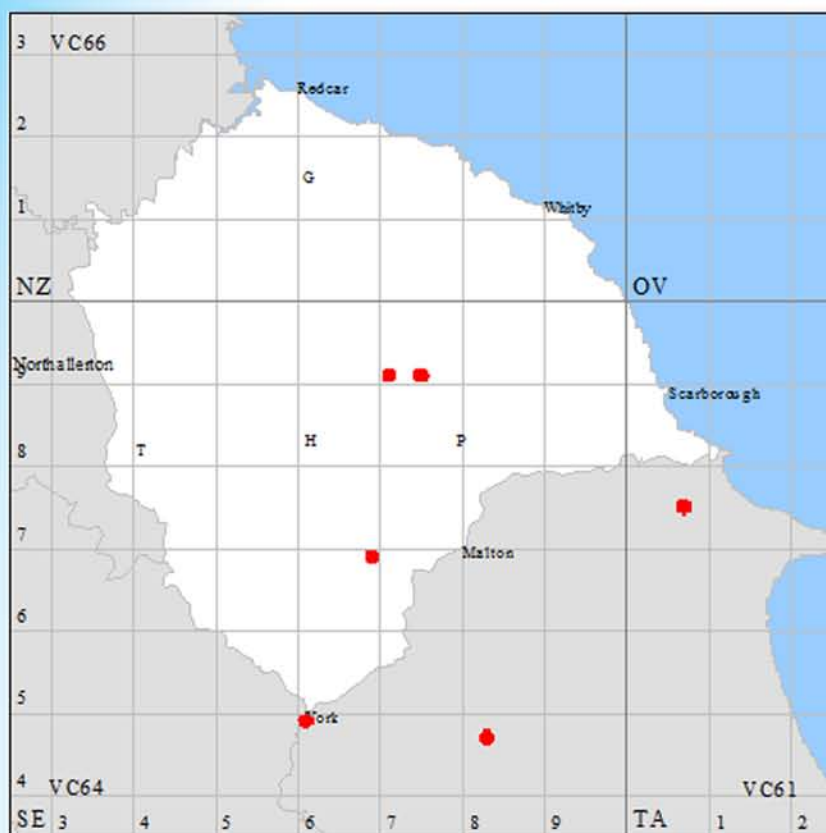 3 VC66
Redcar
2
G
1 Whitby
NZ OV
Northallerton
9
Scarborough
8 T H P
7 Malton
6
5 York
4 VC64 VC61
SE 3 4 5 6 7 8 9 TA 1 2